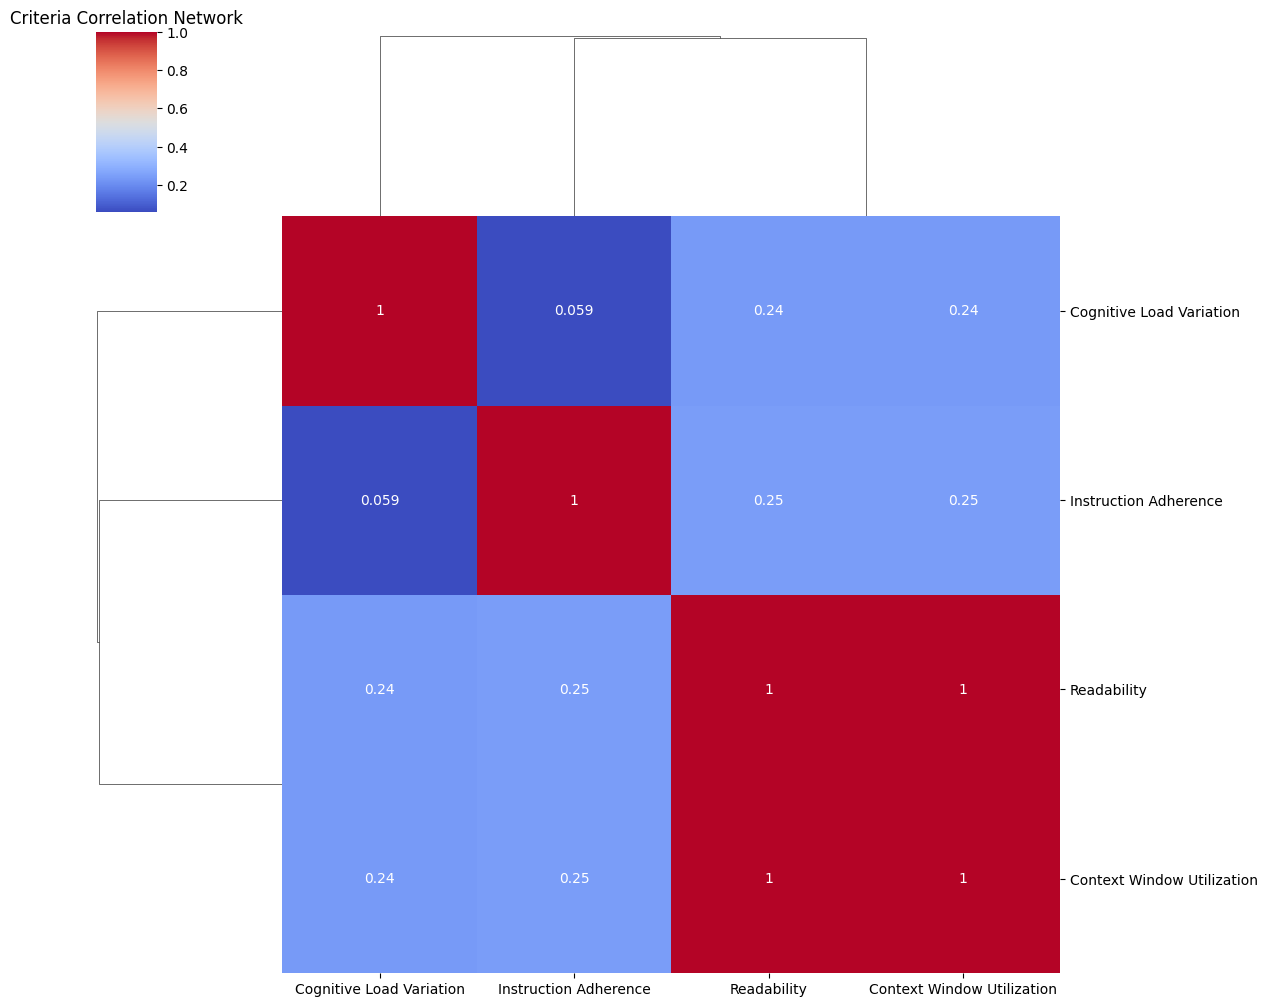 Criteria Correlation Network
1.0
0.8
0.6
0.4
0.2
1 0.059 0.24 0.24 Cognitive Load Variation
0.059 1 0.25 0.25 Instruction Adherence
0.24 0.25 1 1 Readability
0.24 0.25 1 1 Context Window Utilization
Cognitive Load Variation Instruction Adherence Readability Context Window Utilization